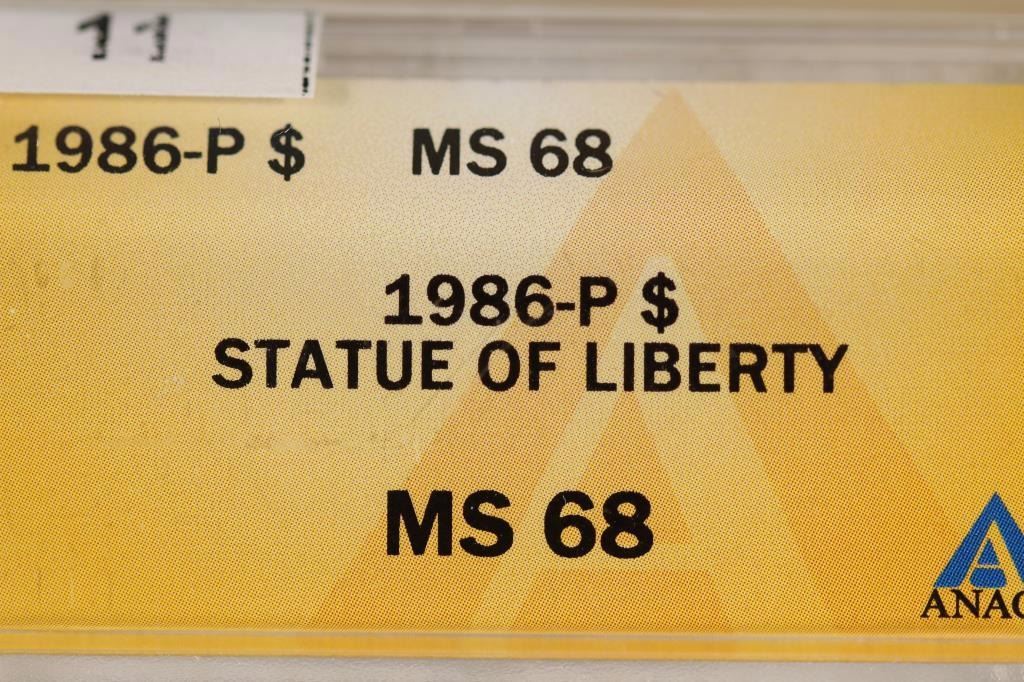 11
1986-P $ MS 68
1986-P $
STATUE OF LIBERTY
MS 68
ANAC